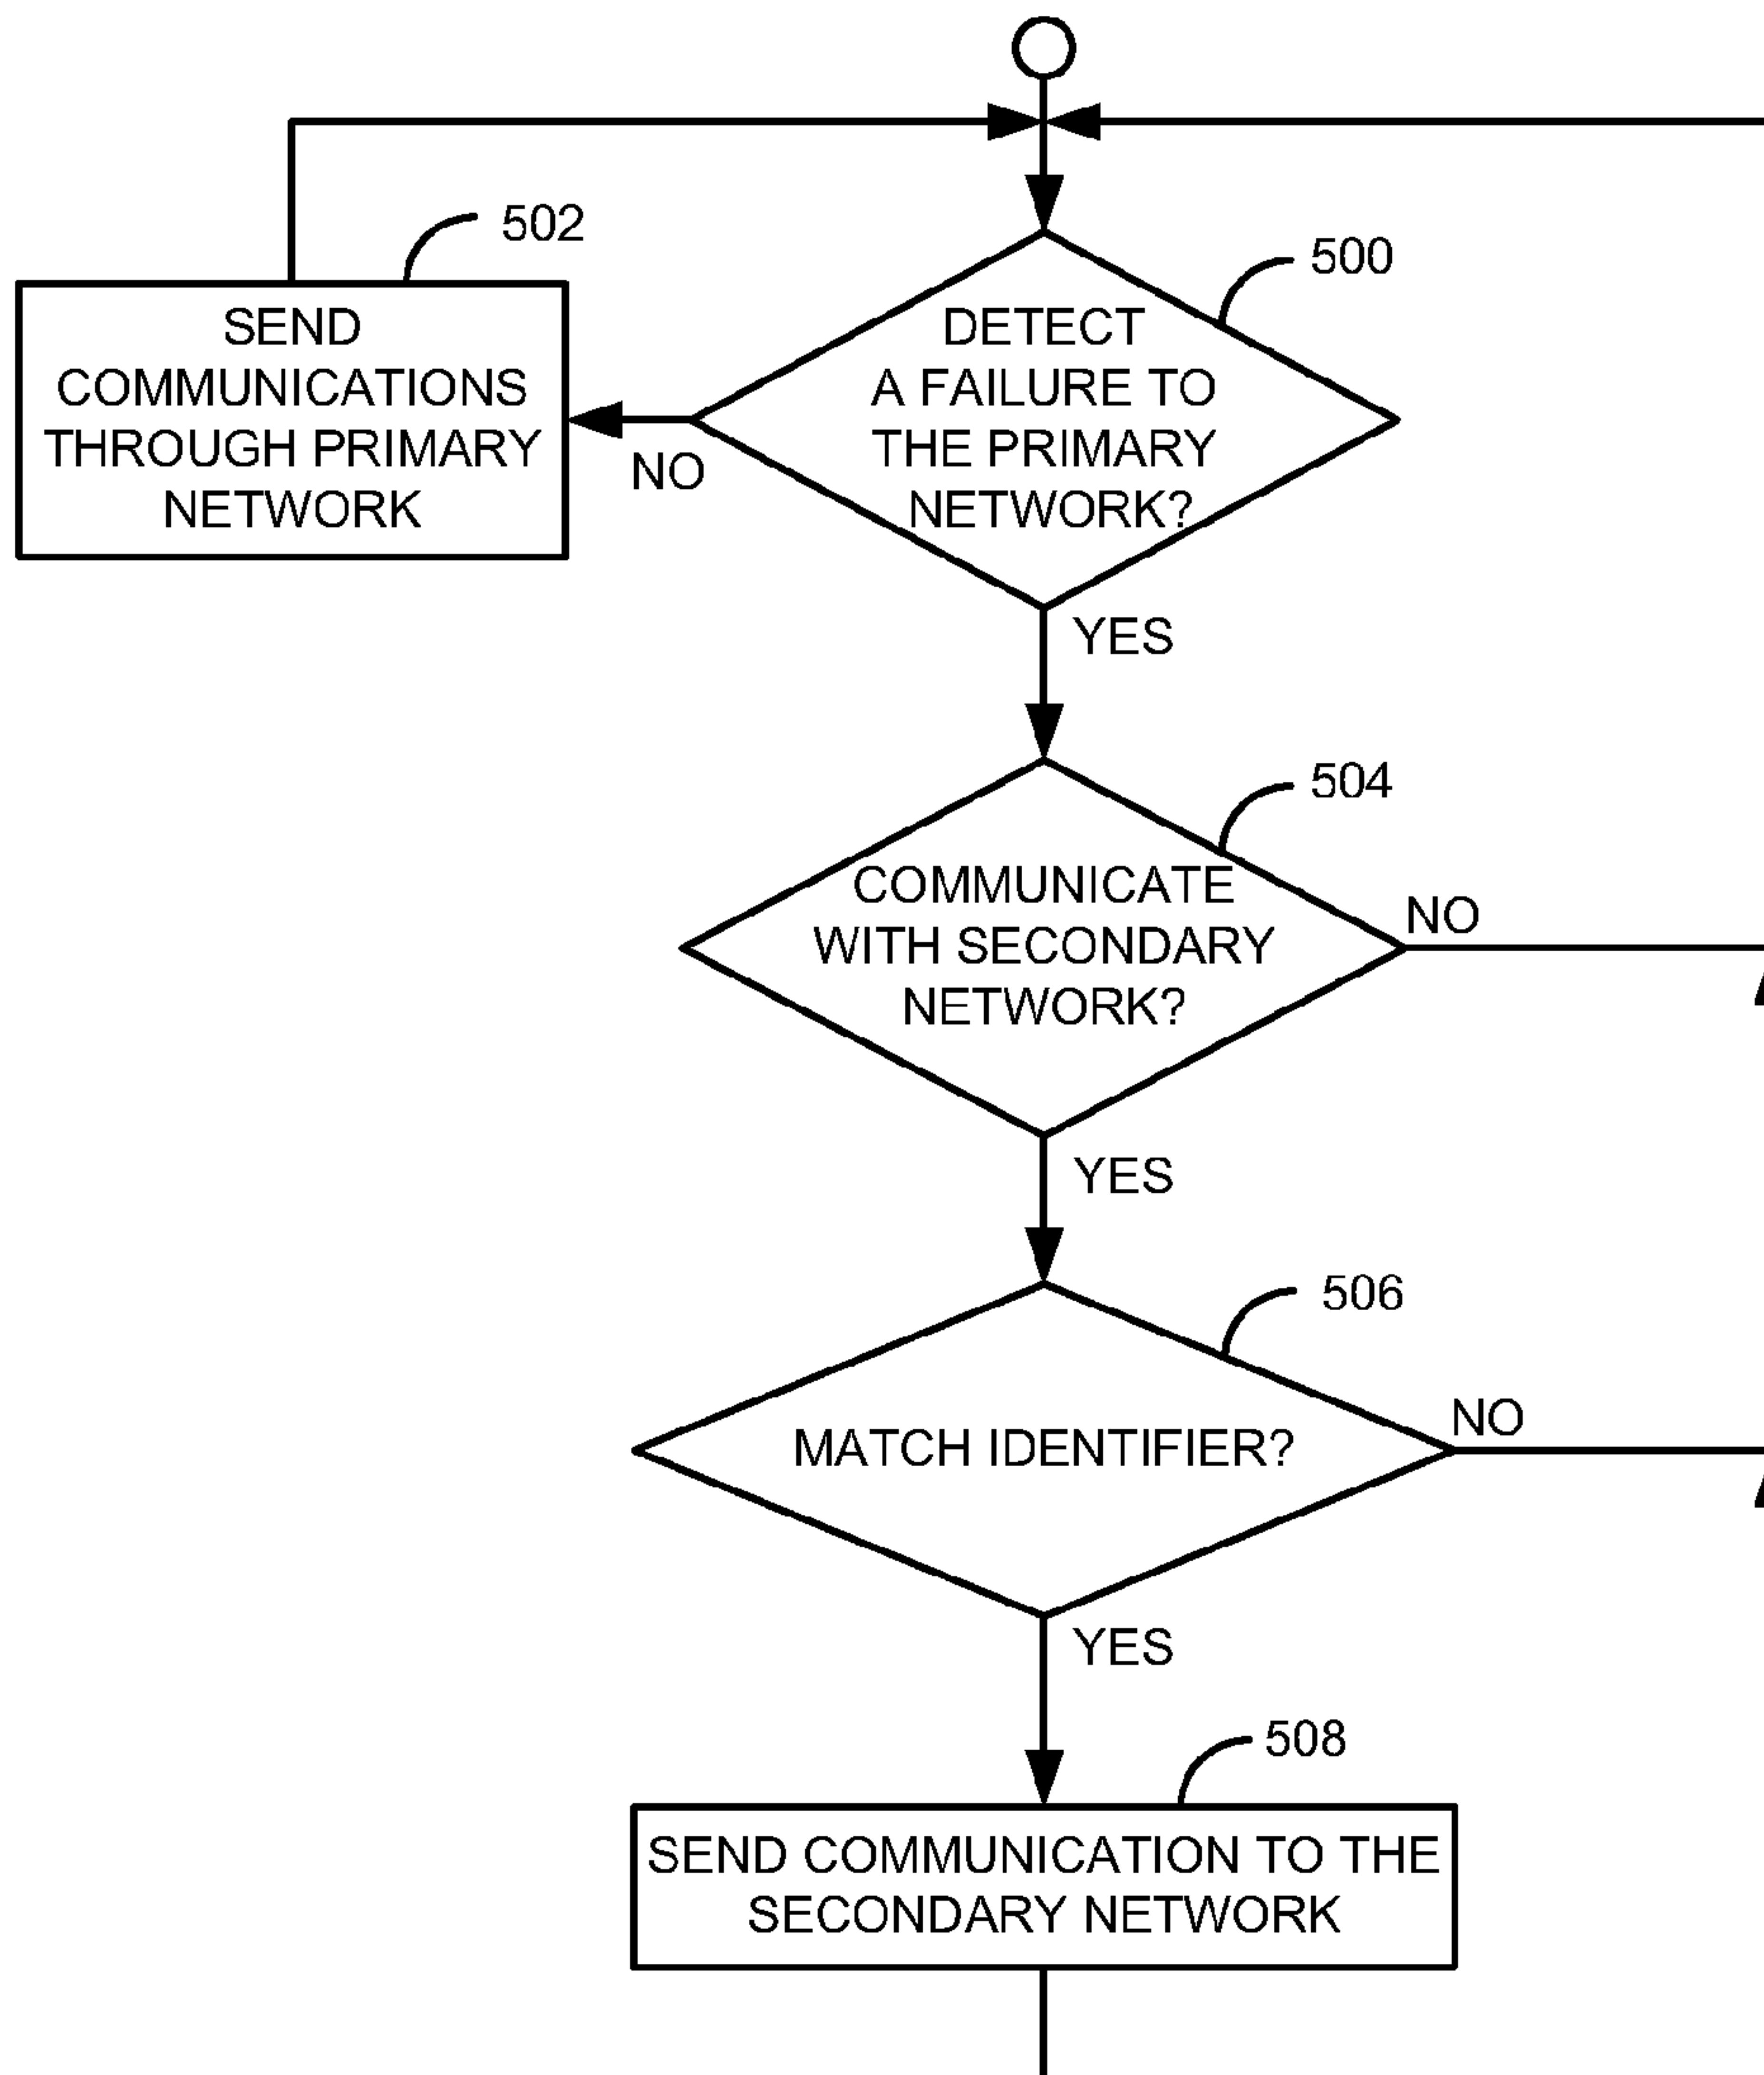 502
500
SEND
COMMUNICATIONS
THROUGH PRIMARY
NETWORK
DETECT
A FAILURE TO
THE PRIMARY
NETWORK?
NO
YES
504
COMMUNICATE
WITH SECONDARY
NETWORK?
NO
YES
506
MATCH IDENTIFIER?
NO
YES
508
SEND COMMUNICATION TO THE
SECONDARY NETWORK